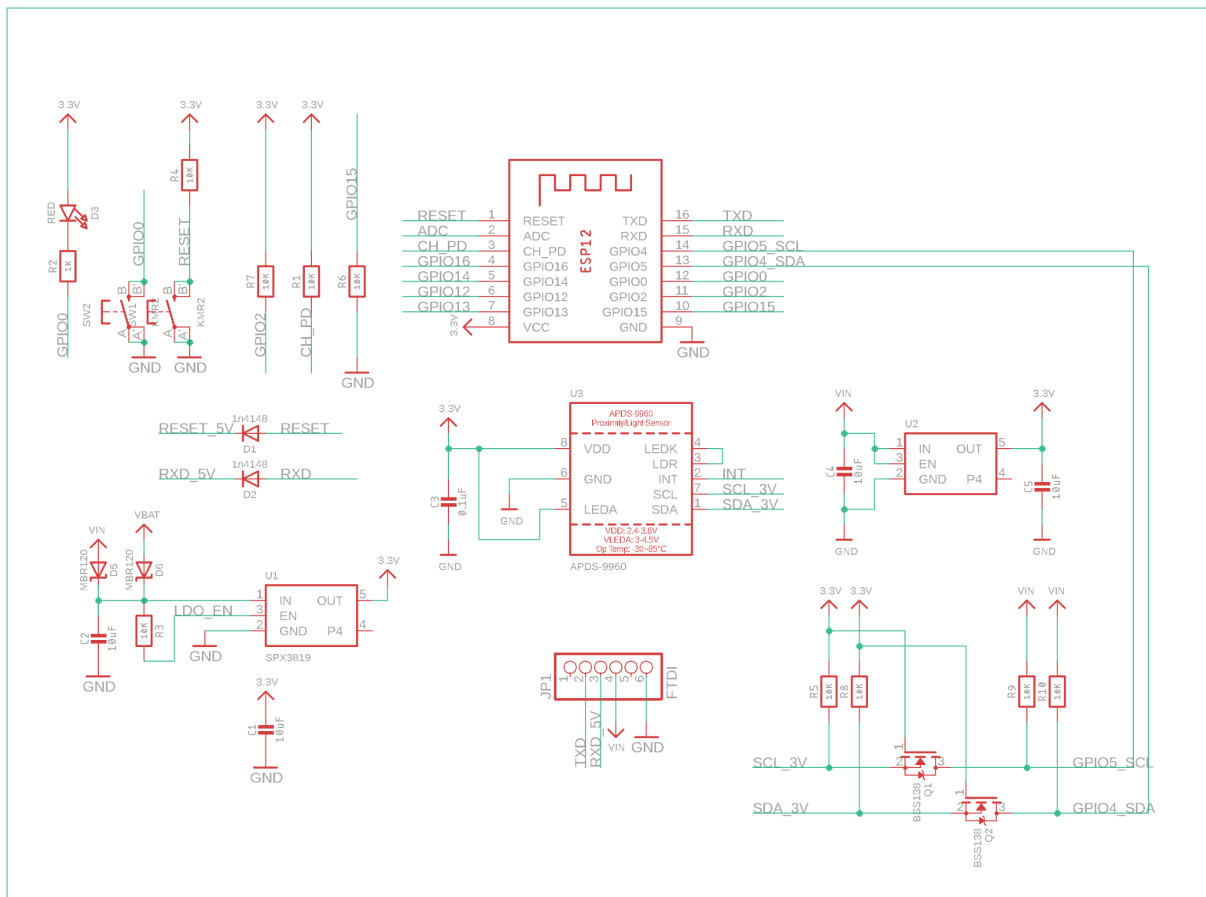 3.3V
3.3V
3.3V
3.3V
RED
D3
R2
1K
GPIO0
GPIO0
RESET
R4
10K
SW2
SW1
KMR2
KMR2
B
B'
A
A'
B
B'
A
A'
GND
GND
R7
10K
GPIO2
R1
10K
CH_PD
GPIO15
R6
10K
GND
RESET
ADC
CH_PD
GPIO16
GPIO14
GPIO12
GPIO13
3.3V
1
2
3
4
5
6
7
8
RESET
ADC
CH_PD
GPIO16
GPIO14
GPIO12
GPIO13
VCC
ESP12
TXD
RXD
GPIO4
GPIO5
GPIO0
GPIO2
GPIO15
GND
16
15
14
13
12
11
10
9
TXD
RXD
GPIO5_SCL
GPIO4_SDA
GPIO0
GPIO2
GPIO15
GND
RESET_5V
1n4148
D1
RESET
RXD_5V
1n4148
D2
RXD
3.3V
C3
0.1uF
GND
GND
U3
APDS-9960
Proximity/Light Sensor
8 VDD
6 GND
5 LEDA
LEDK 4
LDR 3
INT 2
SCL 7
SDA 1
INT
SCL_3V
SDA_3V
VDD: 2.4-3.6V
VLEDA: 3-4.5V
Op Temp: -30~85°C
APDS-9960
VIN
C4
10uF
GND
U2
1 IN
3 EN
2 GND
OUT 5
P4 4
3.3V
C5
10uF
GND
VIN
VBAT
MBR120
D5
MBR120
D6
C2
10uF
GND
10K
R3
LDO_EN
GND
U1
1 IN
3 EN
2 GND
OUT 5
P4 4
SPX3819
3.3V
3.3V
C1
10uF
GND
JP1
1
2
3
4
5
6
FTDI
TXD
RXD_5V
VIN
GND
3.3V
3.3V
VIN
VIN
R5
10K
R8
10K
R9
10K
R10
10K
SCL_3V
2
1
3
BSS138
Q1
GPIO5_SCL
SDA_3V
2
1
3
BSS138
Q2
GPIO4_SDA